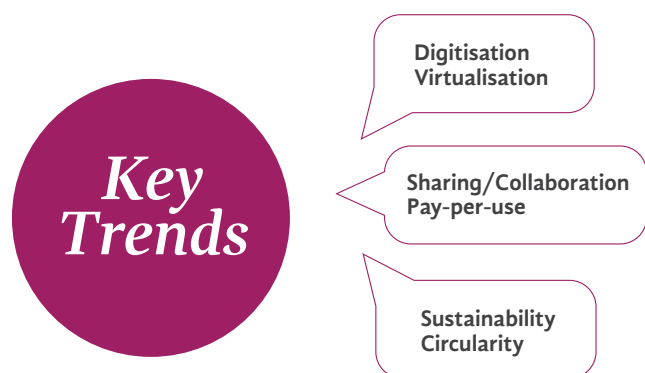 Key
Trends
Digitisation
Virtualisation
Sharing/Collaboration
Pay-per-use
Sustainability
Circularity